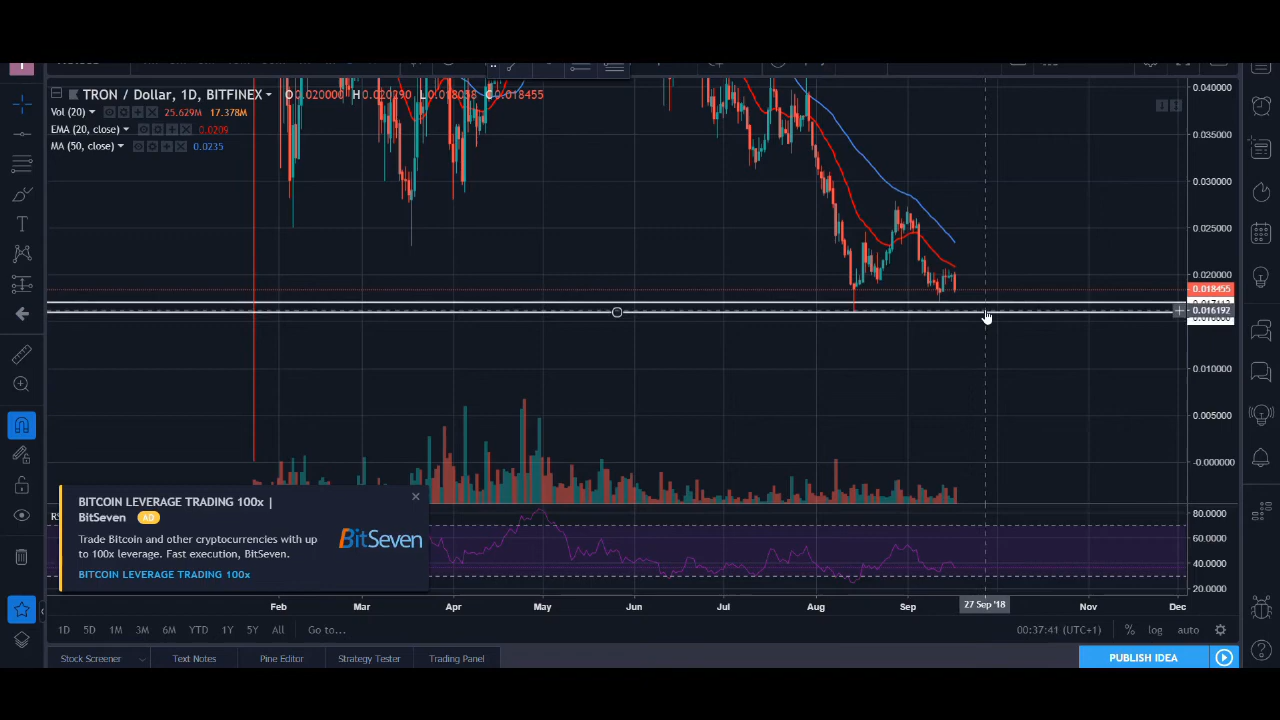 TRON / Dollar, 1D, BITFINEX
O0.020000 H0.020290 L0.018038 C0.018455
Vol (20) 25.629M 17.378M
EMA (20, close) 0.0209
MA (50, close) 0.0235
0.040000
0.035000
0.030000
0.025000
0.020000
0.018455
0.016192
0.010000
0.005000
-0.000000
BITCOIN LEVERAGE TRADING 100x |
BitSeven AD
Trade Bitcoin and other cryptocurrencies with up
to 100x leverage. Fast execution, BitSeven.
BITCOIN LEVERAGE TRADING 100x
BitSeven
80.0000
60.0000
40.0000
20.0000
Feb Mar Apr May Jun Jul Aug Sep 27 Sep '18 Nov Dec
1D 5D 1M 3M 6M YTD 1Y 5Y All Go to... 00:37:41 (UTC+1) % log auto
Stock Screener Text Notes Pine Editor Strategy Tester Trading Panel PUBLISH IDEA